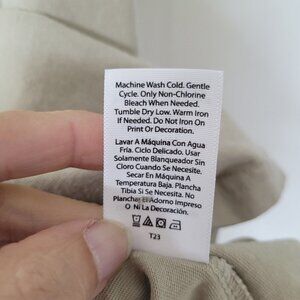 Machine Wash Cold. Gentle
Cycle. Only Non-Chlorine
Bleach When Needed.
Tumble Dry Low. Warm Iron
If Needed. Do Not Iron On
Print Or Decoration.
Lavar A Máquina Con Agua
Fría. Ciclo Delicado. Usar
Solamente Blanqueador Sin
Cloro Cuando Se Necesite.
Secar En Máquina A
Temperatura Baja. Plancha
Tibia Si Se Necesita. No
Planchar El Adorno Impreso
O Ni La Decoración.
T23